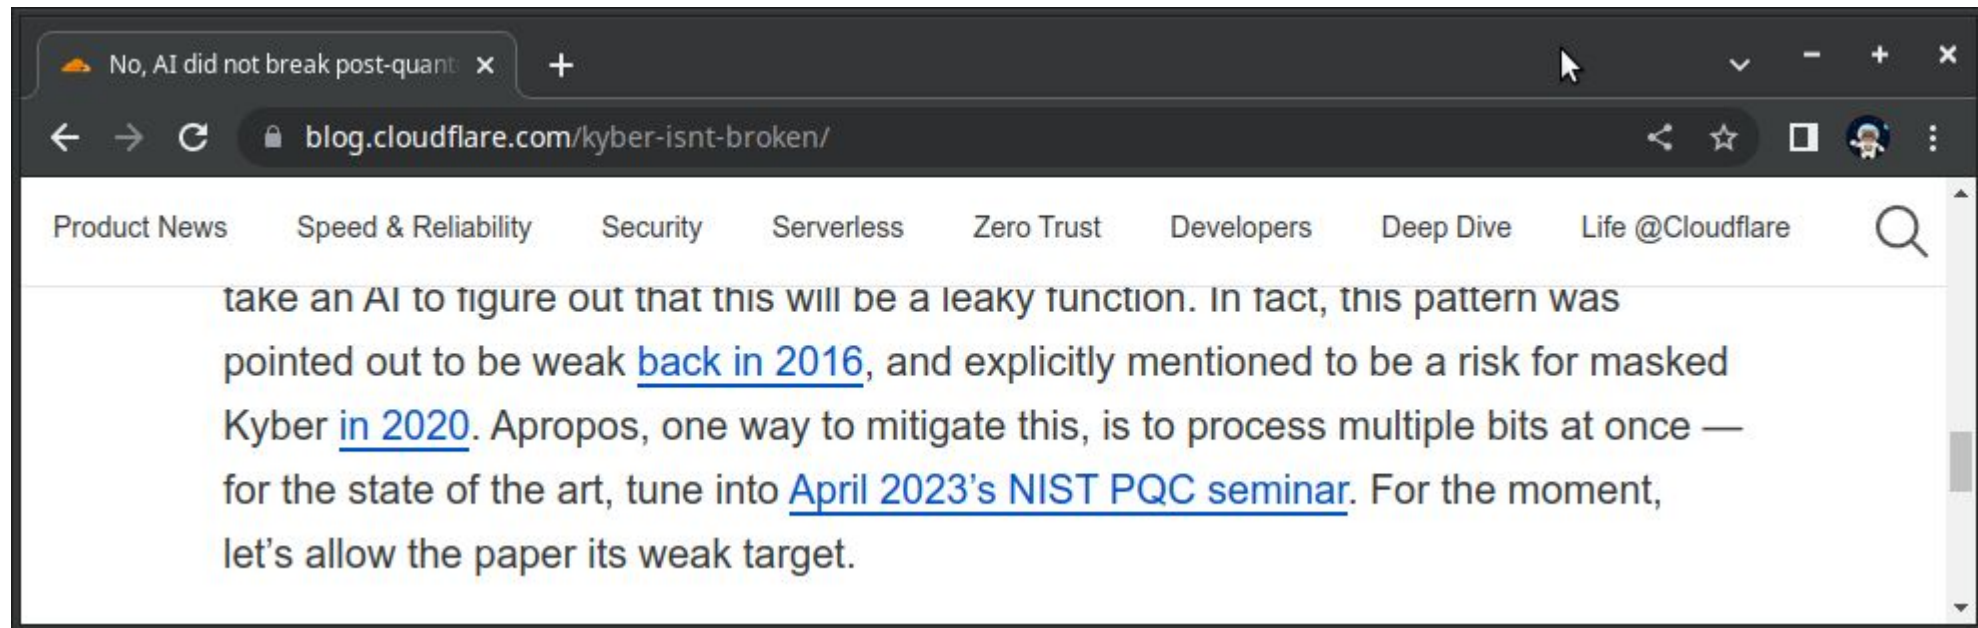 No, AI did not break post-quant
blog.cloudflare.com/kyber-isnt-broken/
Product News Speed & Reliability Security Serverless Zero Trust Developers Deep Dive Life @Cloudflare
take an AI to figure out that this will be a leaky function. In fact, this pattern was
pointed out to be weak back in 2016, and explicitly mentioned to be a risk for masked
Kyber in 2020. Apropos, one way to mitigate this, is to process multiple bits at once —
for the state of the art, tune into April 2023’s NIST PQC seminar. For the moment,
let’s allow the paper its weak target.